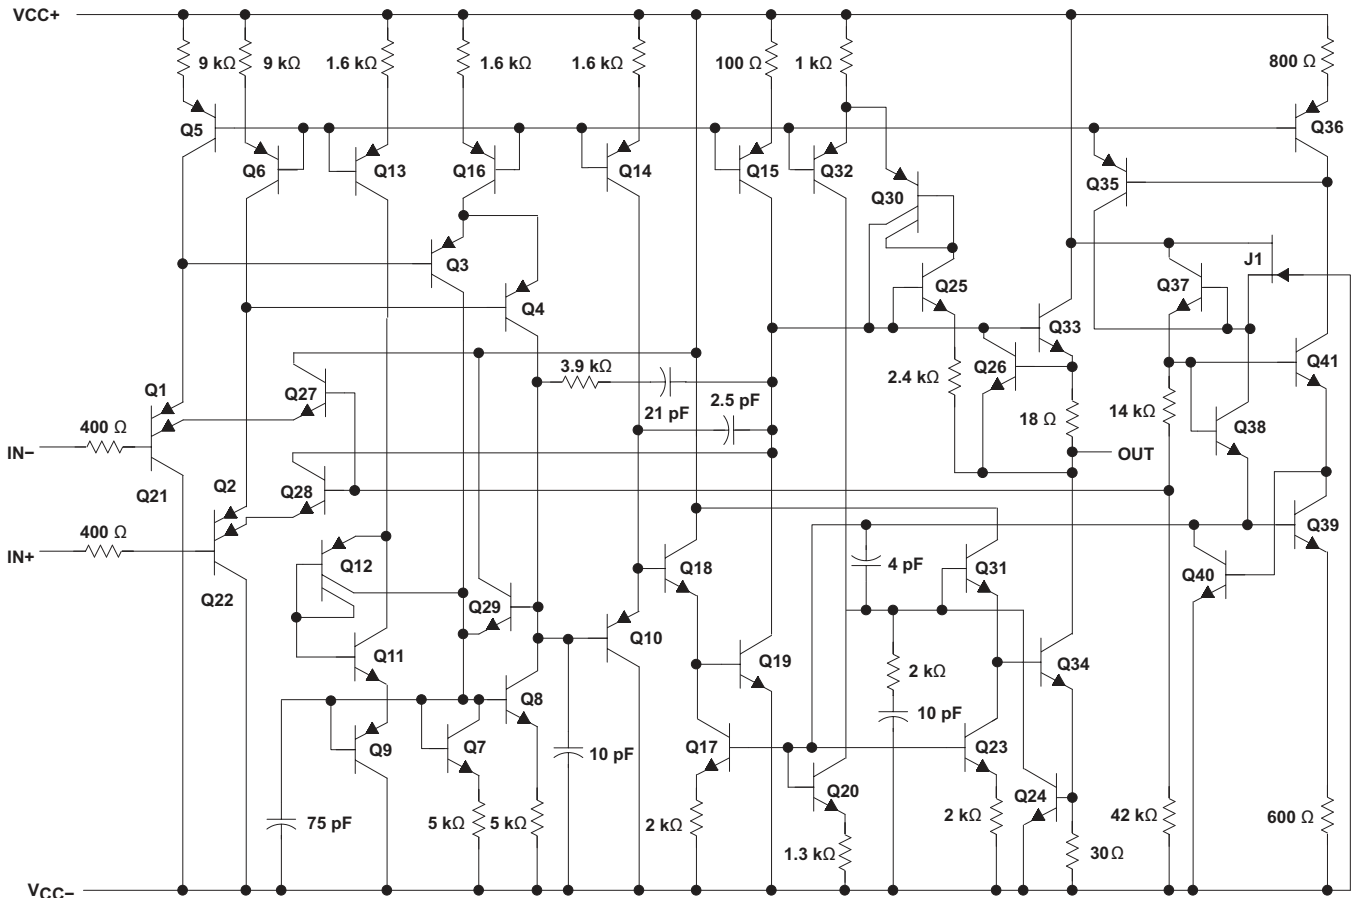 VCC+
9 kΩ
9 kΩ
1.6 kΩ
1.6 kΩ
1.6 kΩ
100 Ω
1 kΩ
800 Ω
Q5
Q6
Q13
Q16
Q14
Q15
Q32
Q30
Q35
Q36
Q3
Q4
Q25
Q33
Q37
J1
Q1
Q27
3.9 kΩ
21 pF
2.5 pF
2.4 kΩ
Q26
18 Ω
14 kΩ
Q38
Q41
400 Ω
IN−
OUT
Q21
Q2
Q28
400 Ω
IN+
Q22
Q12
Q29
Q10
Q18
4 pF
Q31
Q40
Q39
Q11
Q8
Q19
2 kΩ
10 pF
Q34
Q9
Q7
10 pF
Q17
Q20
Q23
Q24
75 pF
5 kΩ
5 kΩ
2 kΩ
1.3 kΩ
2 kΩ
30 Ω
42 kΩ
600 Ω
VCC−